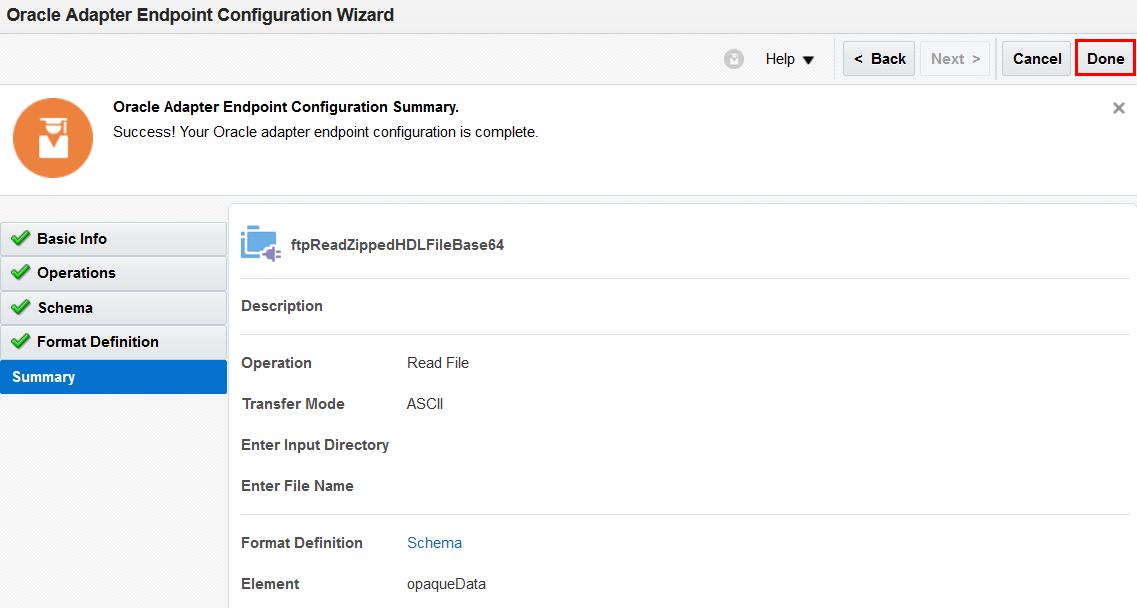 Oracle Adapter Endpoint Configuration Wizard
Help ▼ < Back Next > Cancel Done
Oracle Adapter Endpoint Configuration Summary.
Success! Your Oracle adapter endpoint configuration is complete.
Basic Info
Operations
Schema
Format Definition
Summary
ftpReadZippedHDLFileBase64
Description
Operation Read File
Transfer Mode ASCII
Enter Input Directory
Enter File Name
Format Definition Schema
Element opaqueData